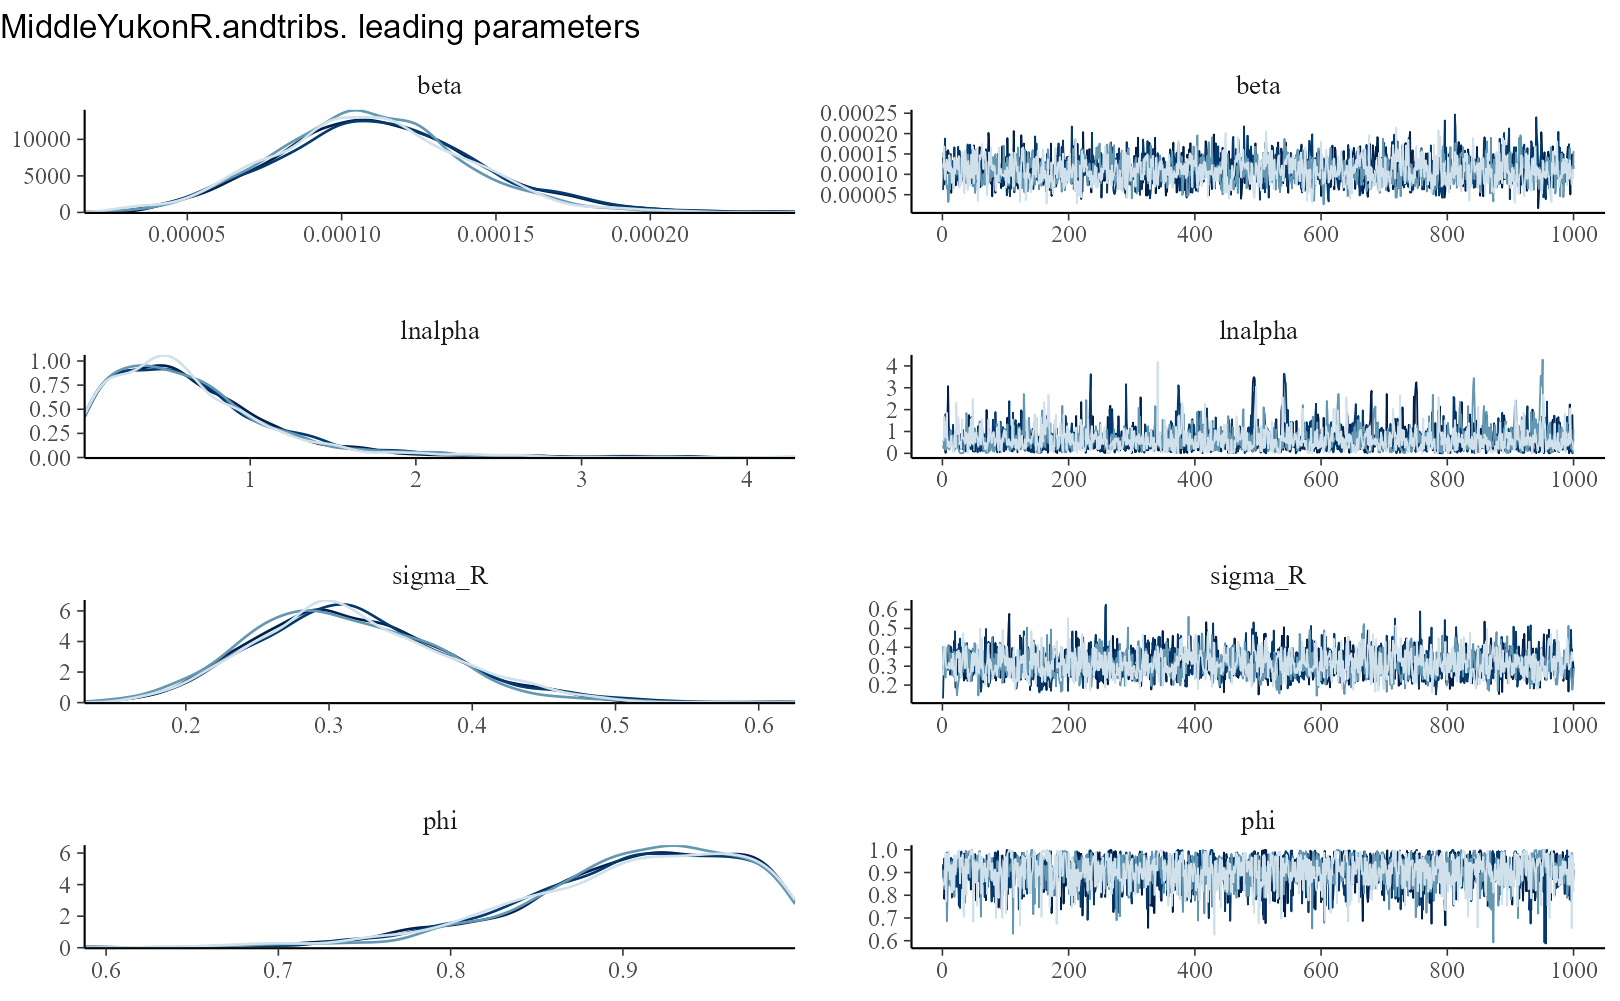 MiddleYukonR.andtribs. leading parameters
beta
10000
5000
0
0.00005 0.00010 0.00015 0.00020
beta
0.00025
0.00020
0.00015
0.00010
0.00005
0 200 400 600 800 1000
lnalpha
1.00
0.75
0.50
0.25
0.00
1 2 3 4
lnalpha
4
3
2
1
0
0 200 400 600 800 1000
sigma_R
6
4
2
0
0.2 0.3 0.4 0.5 0.6
sigma_R
0.6
0.5
0.4
0.3
0.2
0 200 400 600 800 1000
phi
6
4
2
0
0.6 0.7 0.8 0.9
phi
1.0
0.9
0.8
0.7
0.6
0 200 400 600 800 1000